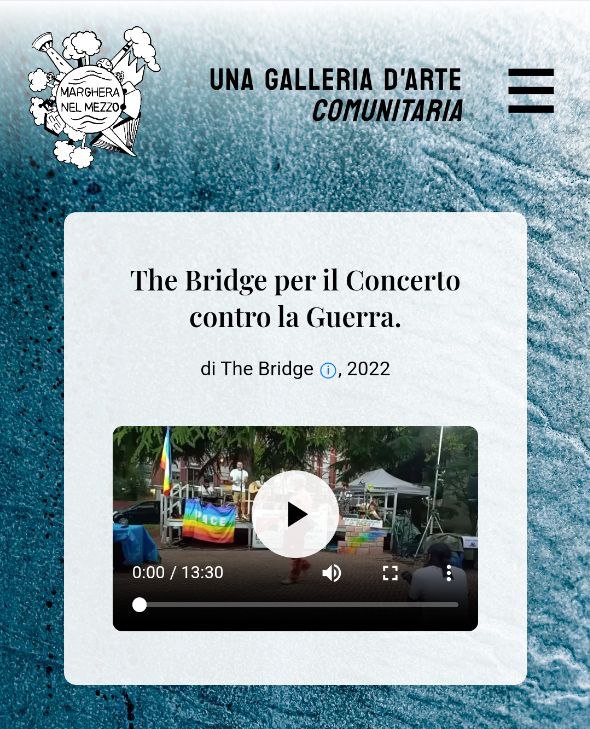 MARGHERA
NEL MEZZO
UNA GALLERIA D'ARTE
COMUNITARIA
The Bridge per il Concerto
contro la Guerra.
di The Bridge ⓘ, 2022
PACE
0:00 / 13:30